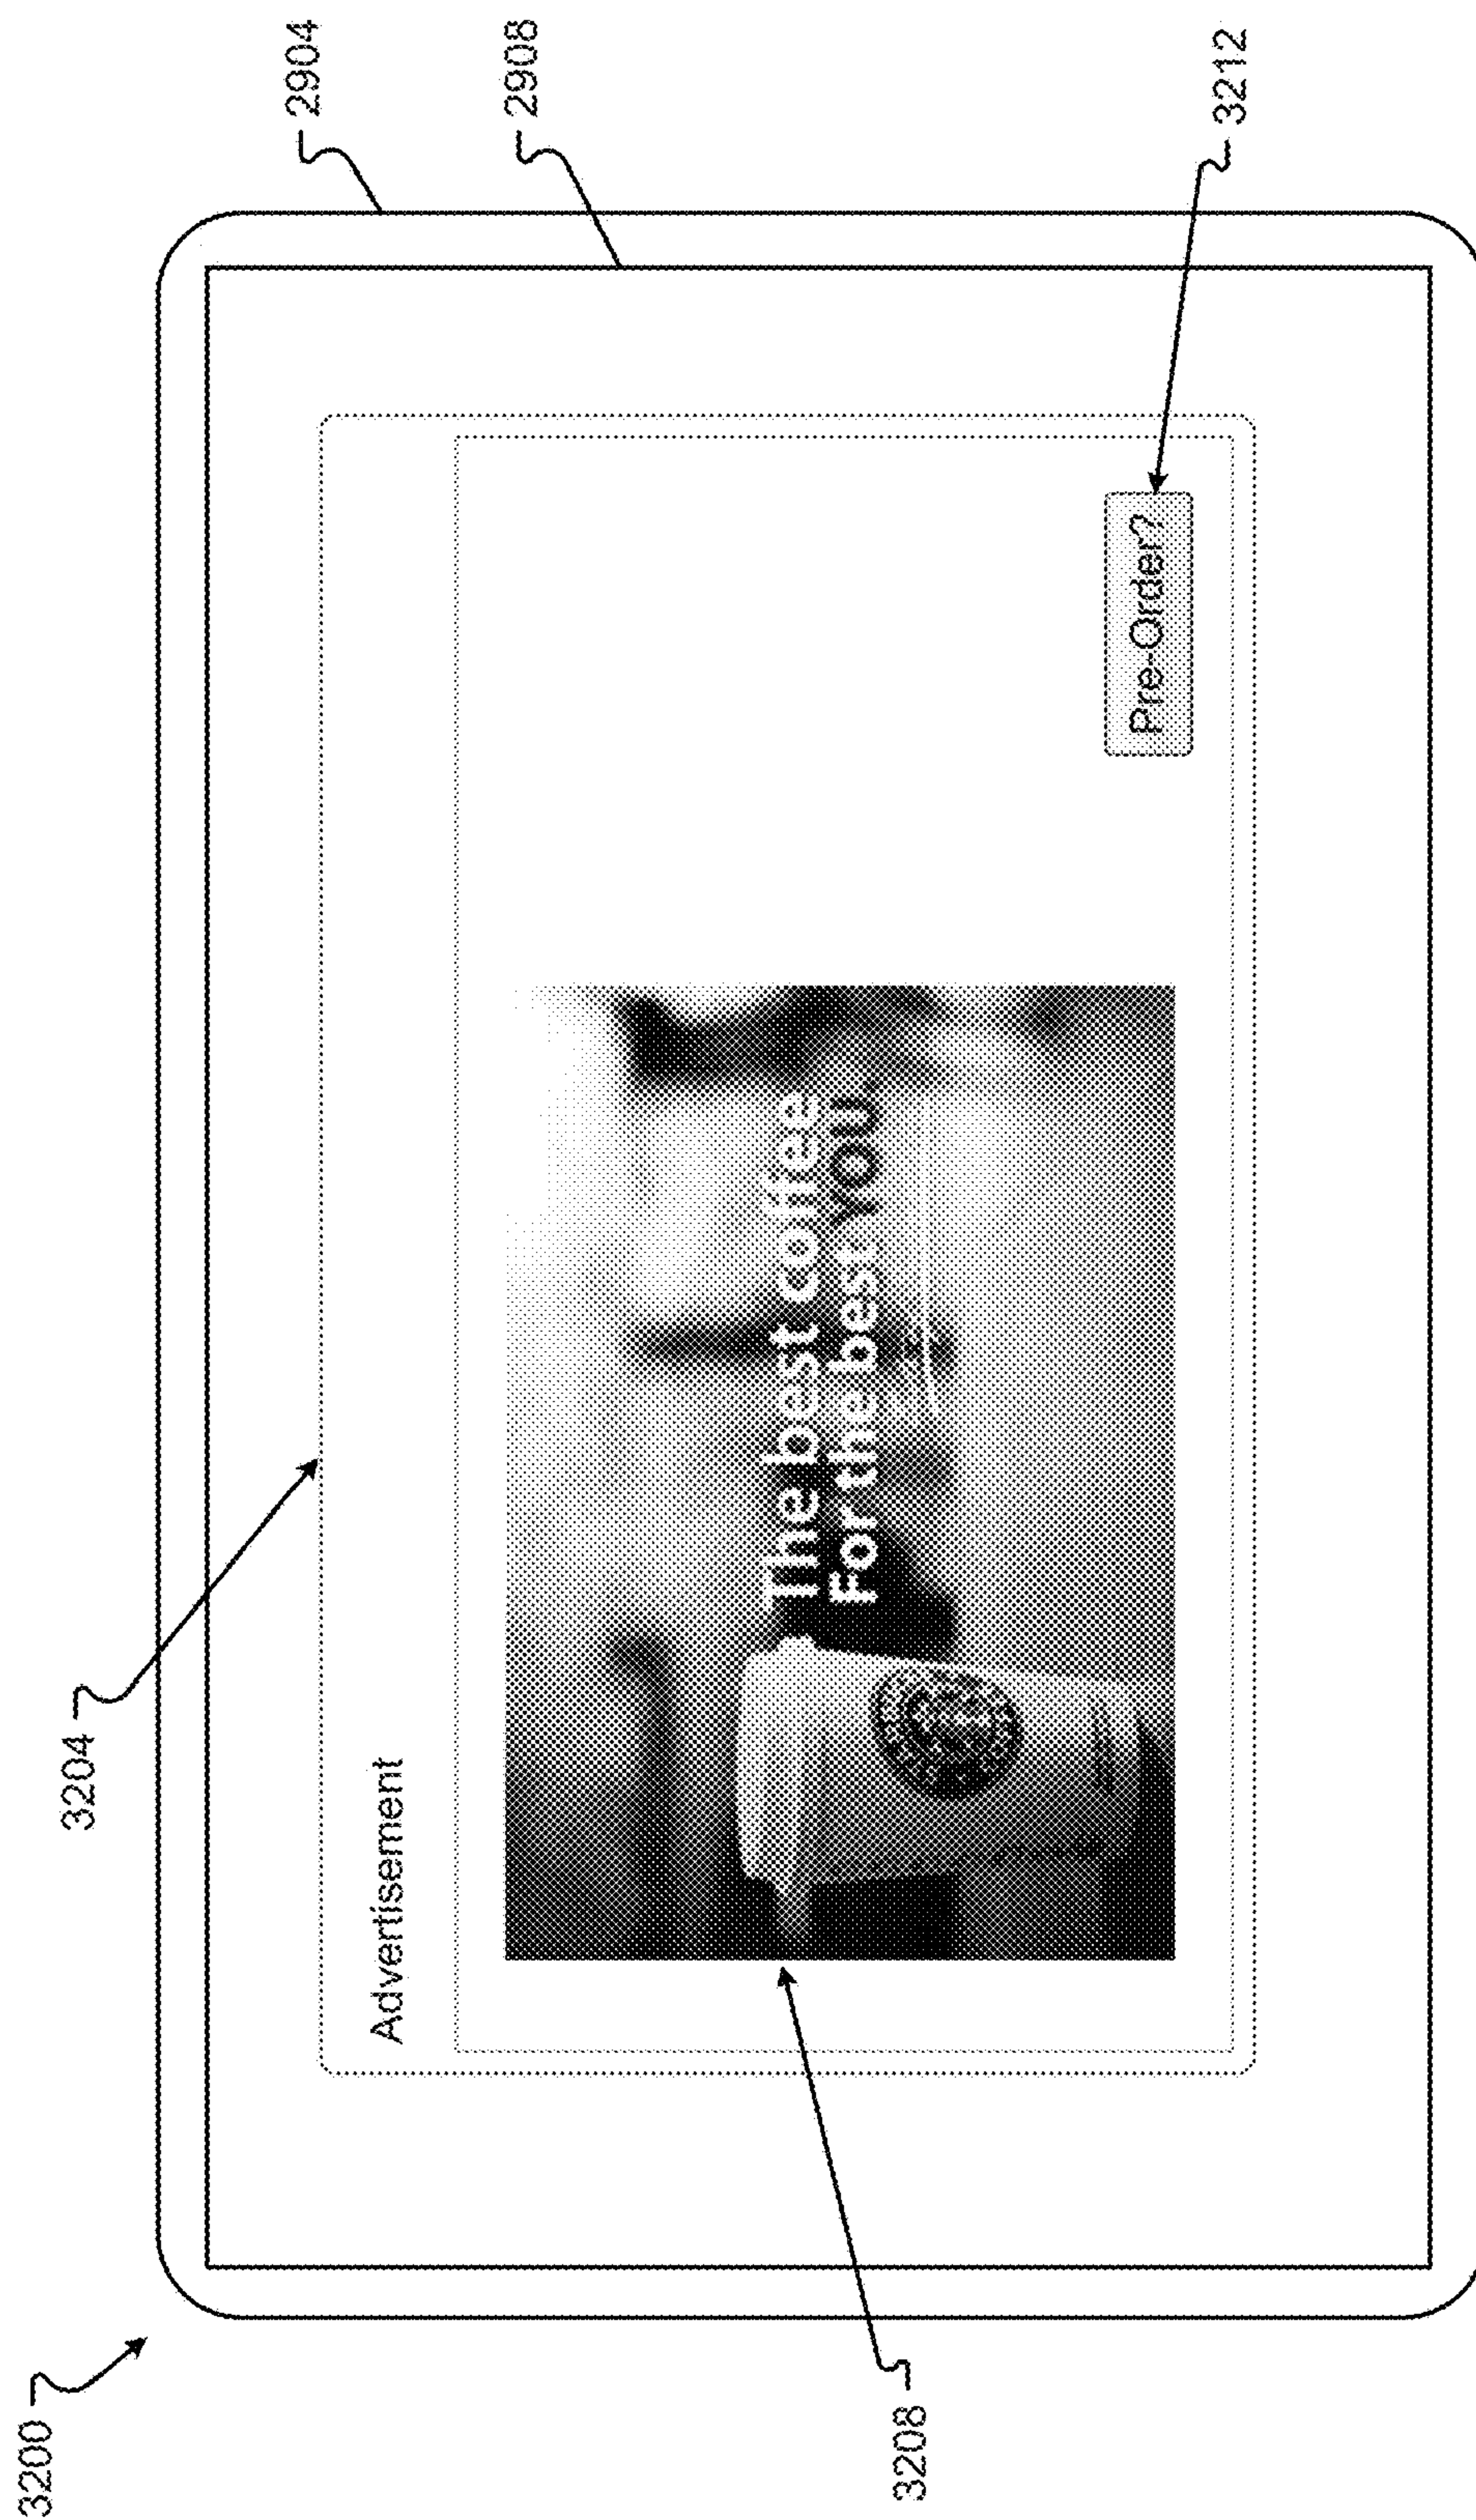 3200
3204
2904
2908
Advertisement
The best coffee
For the best YOU.
Pre-Order?
3208
3212